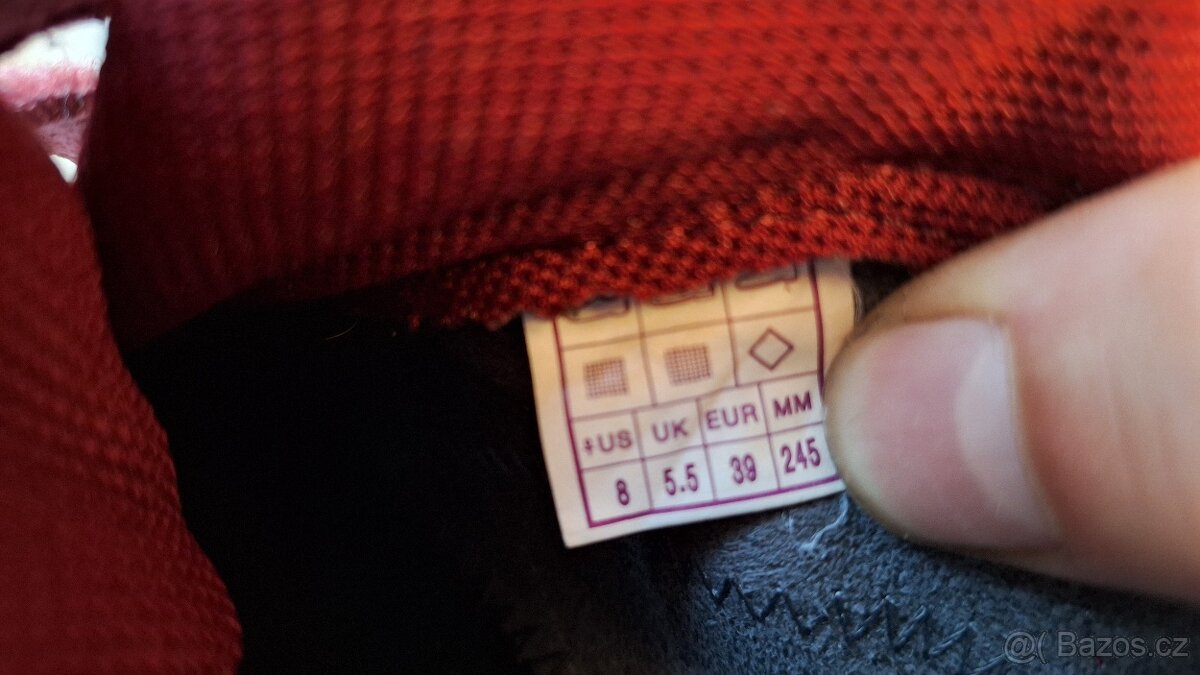 ♀US UK EUR MM
8 5.5 39 245
@( Bazos.cz